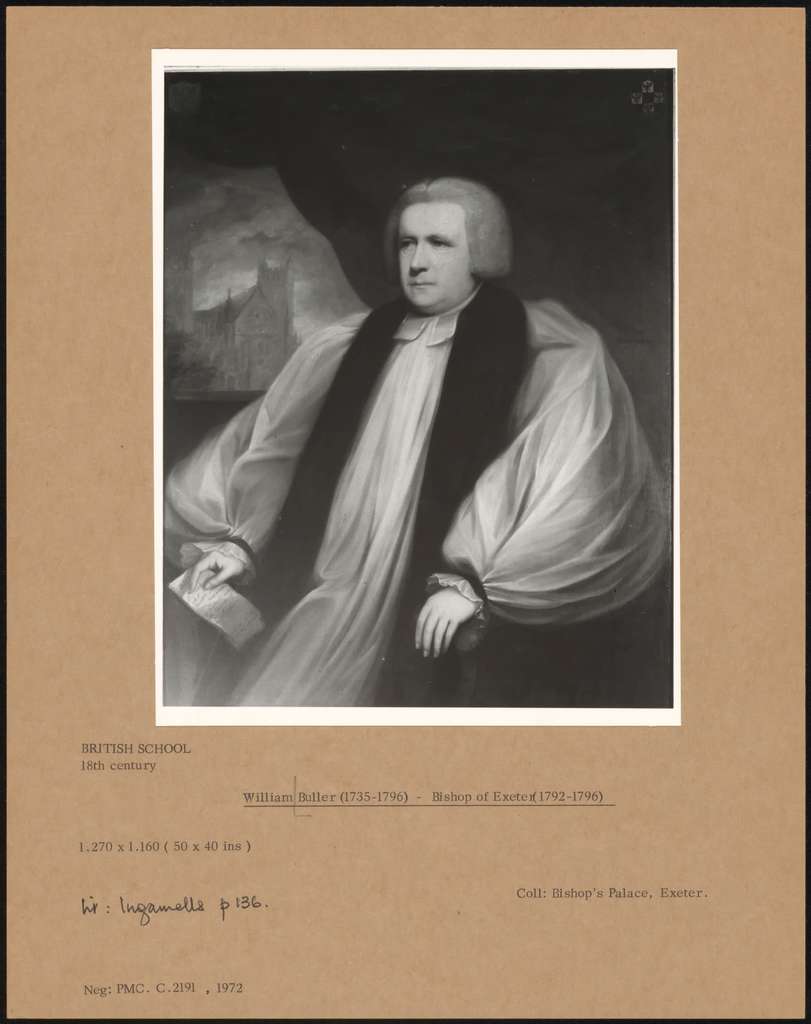 BRITISH SCHOOL
18th century
William Buller (1735-1796) - Bishop of Exeter(1792-1796)
1.270 x 1.160 ( 50 x 40 ins )
Coll: Bishop's Palace, Exeter.
Lit: Ingamells p 136.
Neg: PMC. C.2191 , 1972